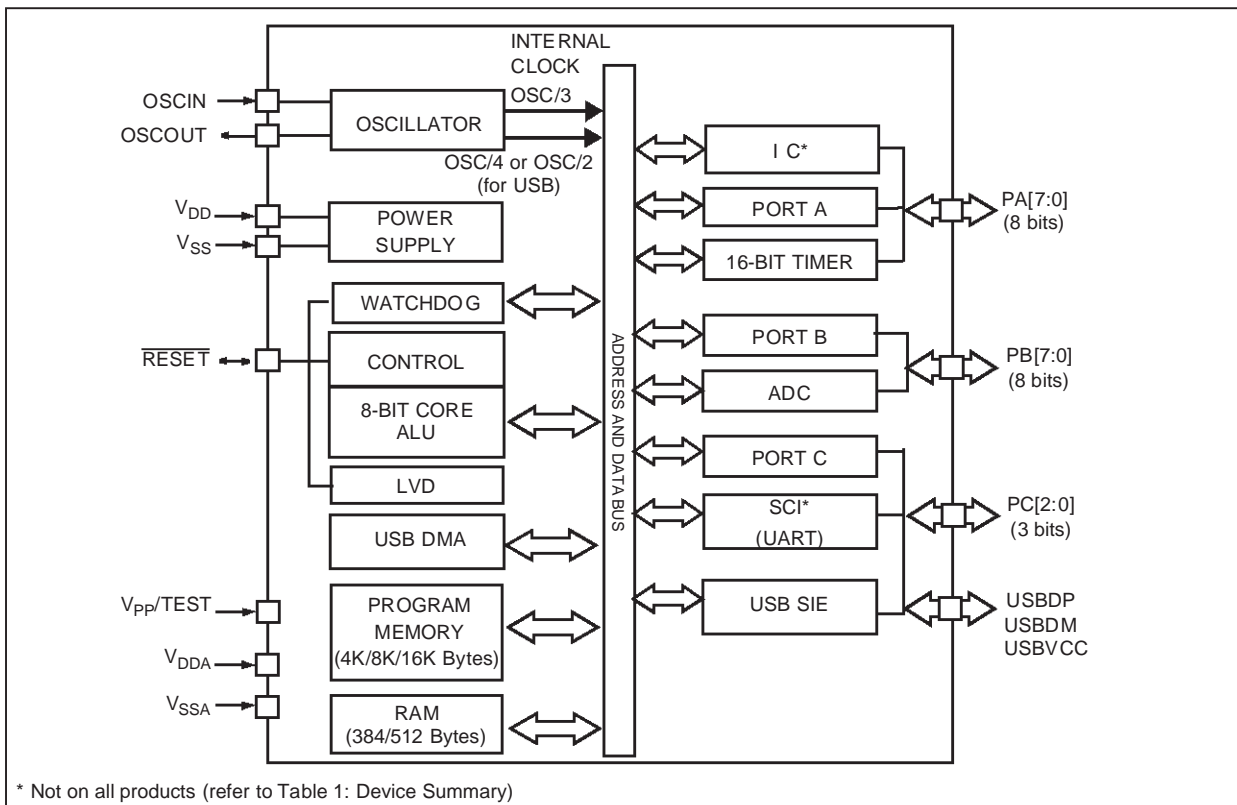 INTERNAL
CLOCK
OSCIN
OSC/3
OSCILLATOR
OSCOUT
OSC/4 or OSC/2
(for USB)
VDD
POWER
SUPPLY
VSS
WATCHDOG
RESET
CONTROL
8-BIT CORE
ALU
LVD
USB DMA
VPP/TEST
PROGRAM
MEMORY
(4K/8K/16K Bytes)
VDDA
VSSA
RAM
(384/512 Bytes)
ADDRESS AND DATA BUS
I C*
PORT A
16-BIT TIMER
PA[7:0]
(8 bits)
PORT B
ADC
PB[7:0]
(8 bits)
PORT C
SCI*
(UART)
PC[2:0]
(3 bits)
USB SIE
USBDP
USBDM
USBVCC
* Not on all products (refer to Table 1: Device Summary)